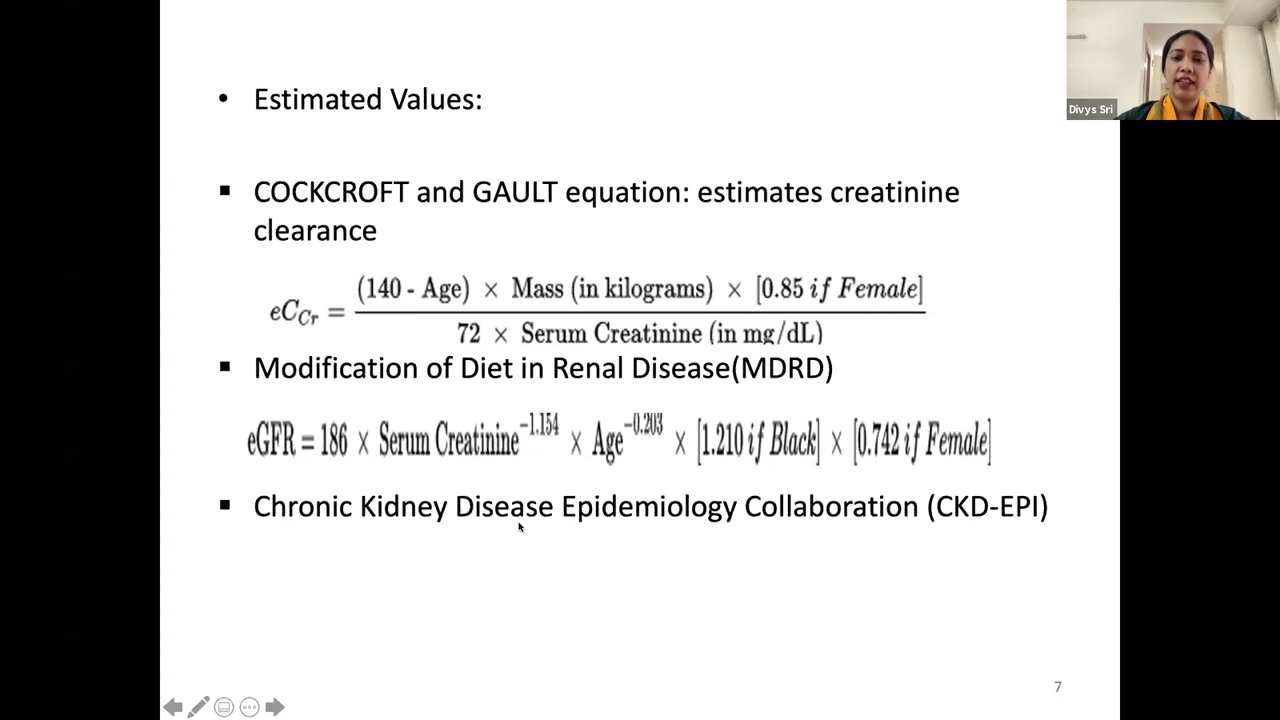 • Estimated Values:
▪ COCKCROFT and GAULT equation: estimates creatinine
clearance
eC_Cr = (140 - Age) × Mass (in kilograms) × [0.85 if Female]
72 × Serum Creatinine (in mg/dL)
▪ Modification of Diet in Renal Disease(MDRD)
eGFR = 186 × Serum Creatinine^-1.154 × Age^-0.203 × [1.210 if Black] × [0.742 if Female]
▪ Chronic Kidney Disease Epidemiology Collaboration (CKD-EPI)
7
Divys Sri